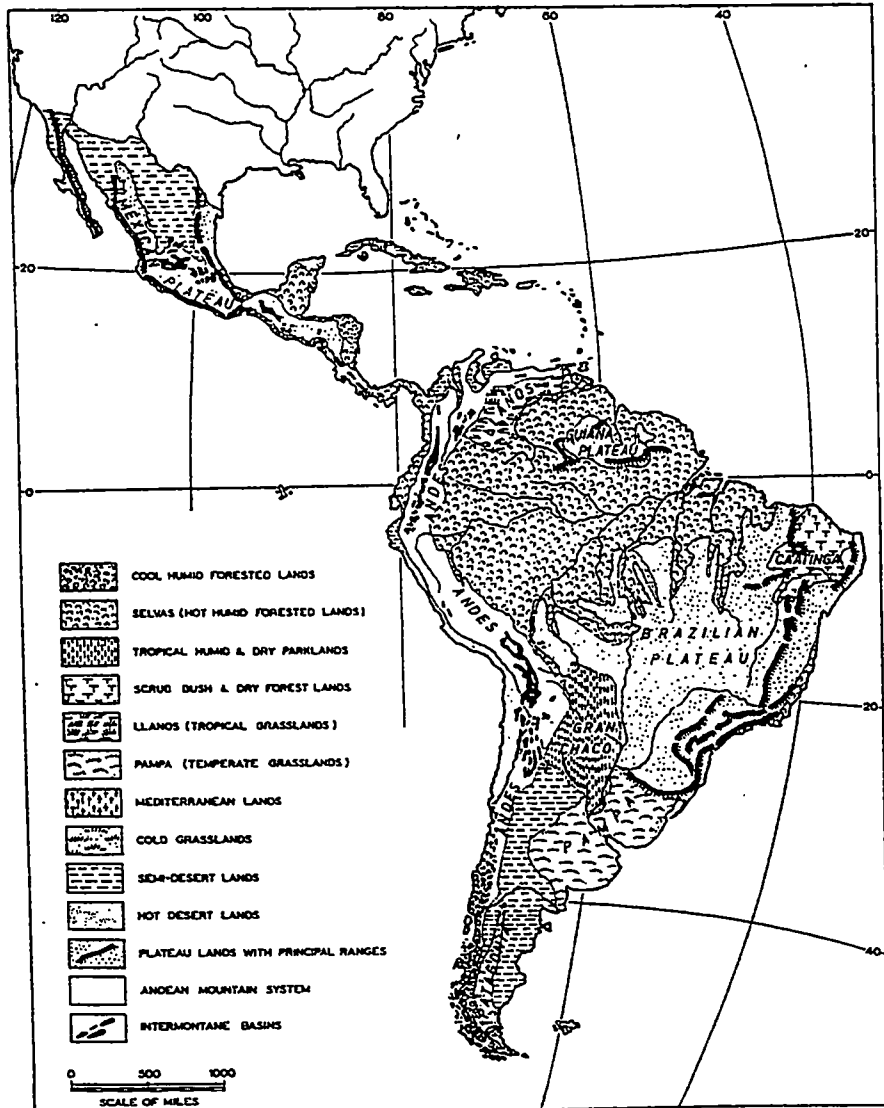 120
100
80
60
40
MEXICAN
PLATEAU
20
20
LLANOS
GUIANA
PLATEAU
0
0
ANDES
CAATINGA
ANDES
BRAZILIAN
PLATEAU
20
GRAN
CHACO
ANDES
PAMPA
PATAGONIA
40
COOL HUMID FORESTED LANDS
SELVAS (HOT HUMID FORESTED LANDS)
TROPICAL HUMID & DRY PARKLANDS
SCRUB BUSH & DRY FOREST LANDS
LLANOS (TROPICAL GRASSLANDS)
PAMPA (TEMPERATE GRASSLANDS)
MEDITERRANEAN LANDS
COLD GRASSLANDS
SEMI-DESERT LANDS
HOT DESERT LANDS
PLATEAU LANDS WITH PRINCIPAL RANGES
ANDEAN MOUNTAIN SYSTEM
INTERMONTANE BASINS
0 500 1000
SCALE OF MILES